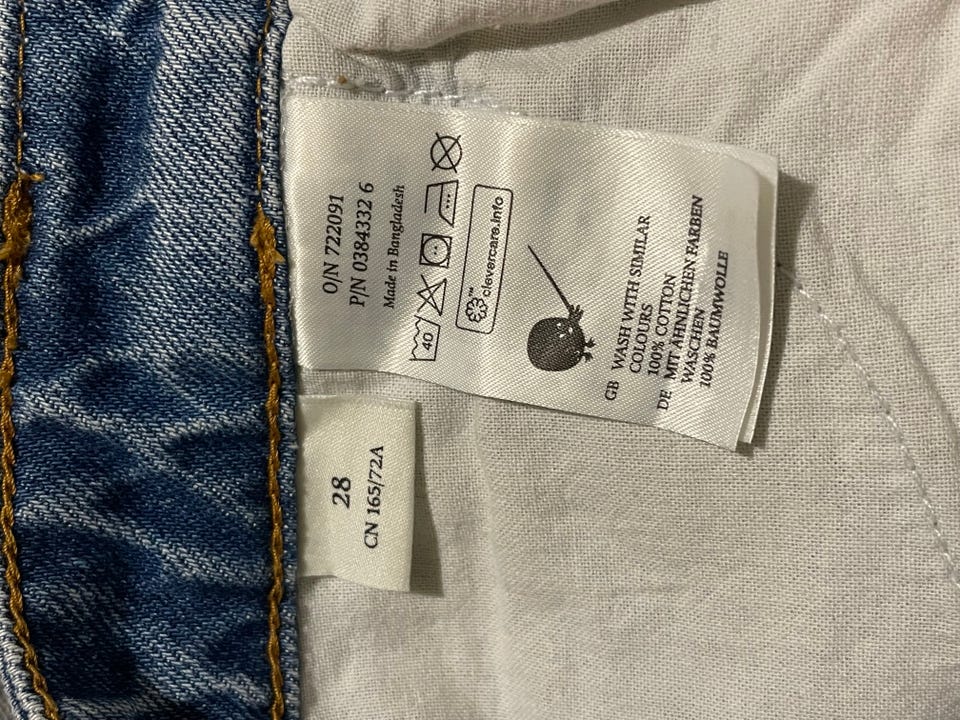 O/N 722091
P/N 0384332 6
Made in Bangladesh
40
clevercare.info
GB WASH WITH SIMILAR
COLOURS
100% COTTON
DE MIT ÄHNLICHEN FARBEN
WASCHEN
100% BAUMWOLLE
28
CN 165/72A